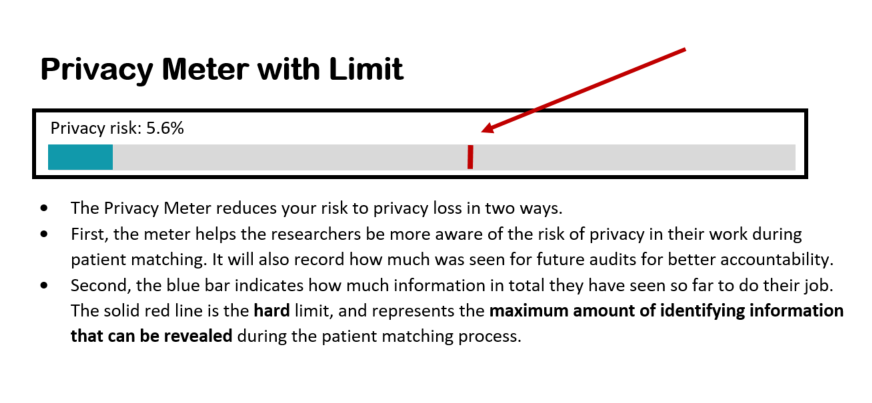 Privacy Meter with Limit
Privacy risk: 5.6%
• The Privacy Meter reduces your risk to privacy loss in two ways.
• First, the meter helps the researchers be more aware of the risk of privacy in their work during
patient matching. It will also record how much was seen for future audits for better accountability.
• Second, the blue bar indicates how much information in total they have seen so far to do their job.
The solid red line is the hard limit, and represents the maximum amount of identifying information
that can be revealed during the patient matching process.